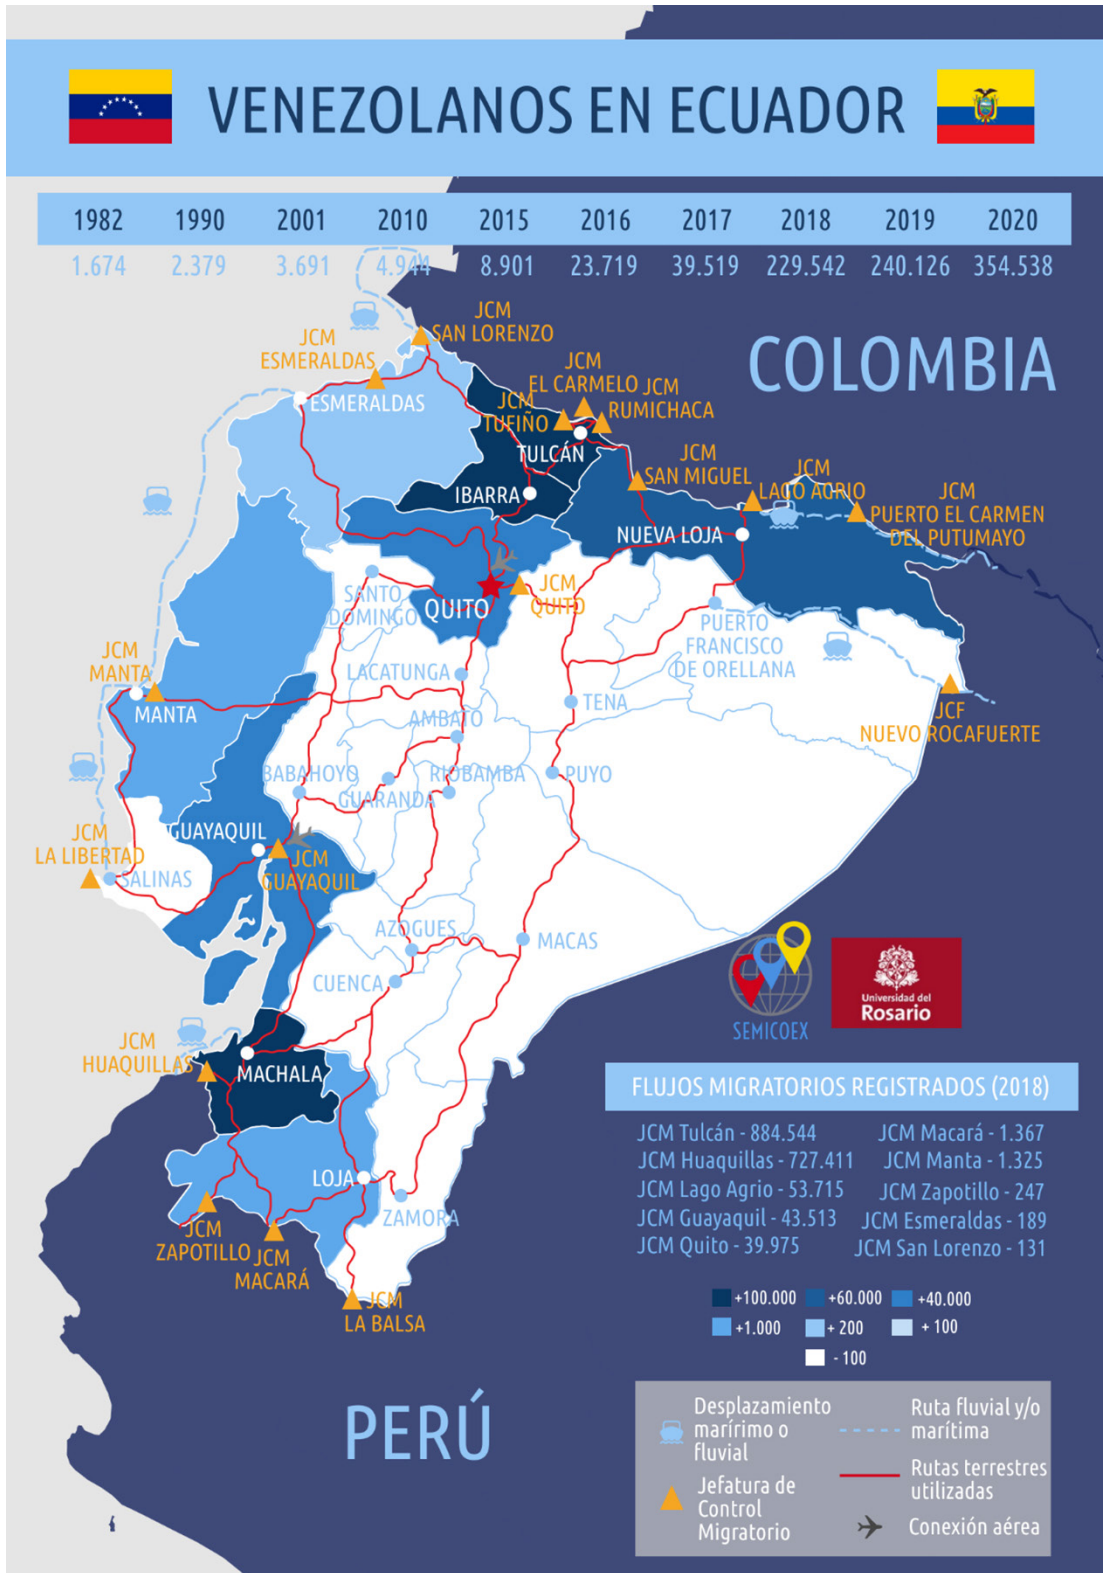 VENEZOLANOS EN ECUADOR
1982 1990 2001 2010 2015 2016 2017 2018 2019 2020
1.674 2.379 3.691 4.944 8.901 23.719 39.519 229.542 240.126 354.538
COLOMBIA
JCM
SAN LORENZO
JCM
ESMERALDAS
ESMERALDAS
JCM
EL CARMELO
JCM
RUMICHACA
JCM
TUFIÑO
TULCÁN
IBARRA
JCM
SAN MIGUEL
JCM
LAGO AGRIO
JCM
PUERTO EL CARMEN
DEL PUTUMAYO
NUEVA LOJA
SANTO
DOMINGO
QUITO
JCM
QUITO
PUERTO
FRANCISCO
DE ORELLANA
JCM
MANTA
MANTA
LACATUNGA
TENA
JCF
NUEVO ROCAFUERTE
AMBATO
BABAHOYO
GUARANDA
RIOBAMBA
PUYO
GUAYAQUIL
JCM
GUAYAQUIL
JCM
LA LIBERTAD
SALINAS
AZOGUES
MACAS
CUENCA
SEMICOEX
Universidad del
Rosario
JCM
HUAQUILLAS
MACHALA
LOJA
ZAMORA
JCM
ZAPOTILLO
JCM
MACARÁ
JCM
LA BALSA
PERÚ
FLUJOS MIGRATORIOS REGISTRADOS (2018)
JCM Tulcán - 884.544
JCM Huaquillas - 727.411
JCM Lago Agrio - 53.715
JCM Guayaquil - 43.513
JCM Quito - 39.975
JCM Macará - 1.367
JCM Manta - 1.325
JCM Zapotillo - 247
JCM Esmeraldas - 189
JCM San Lorenzo - 131
+100.000 +60.000 +40.000
+1.000 + 200 + 100
- 100
Desplazamiento
marírimo o
fluvial
Jefatura de
Control
Migratorio
Ruta fluvial y/o
marítima
Rutas terrestres
utilizadas
Conexión aérea